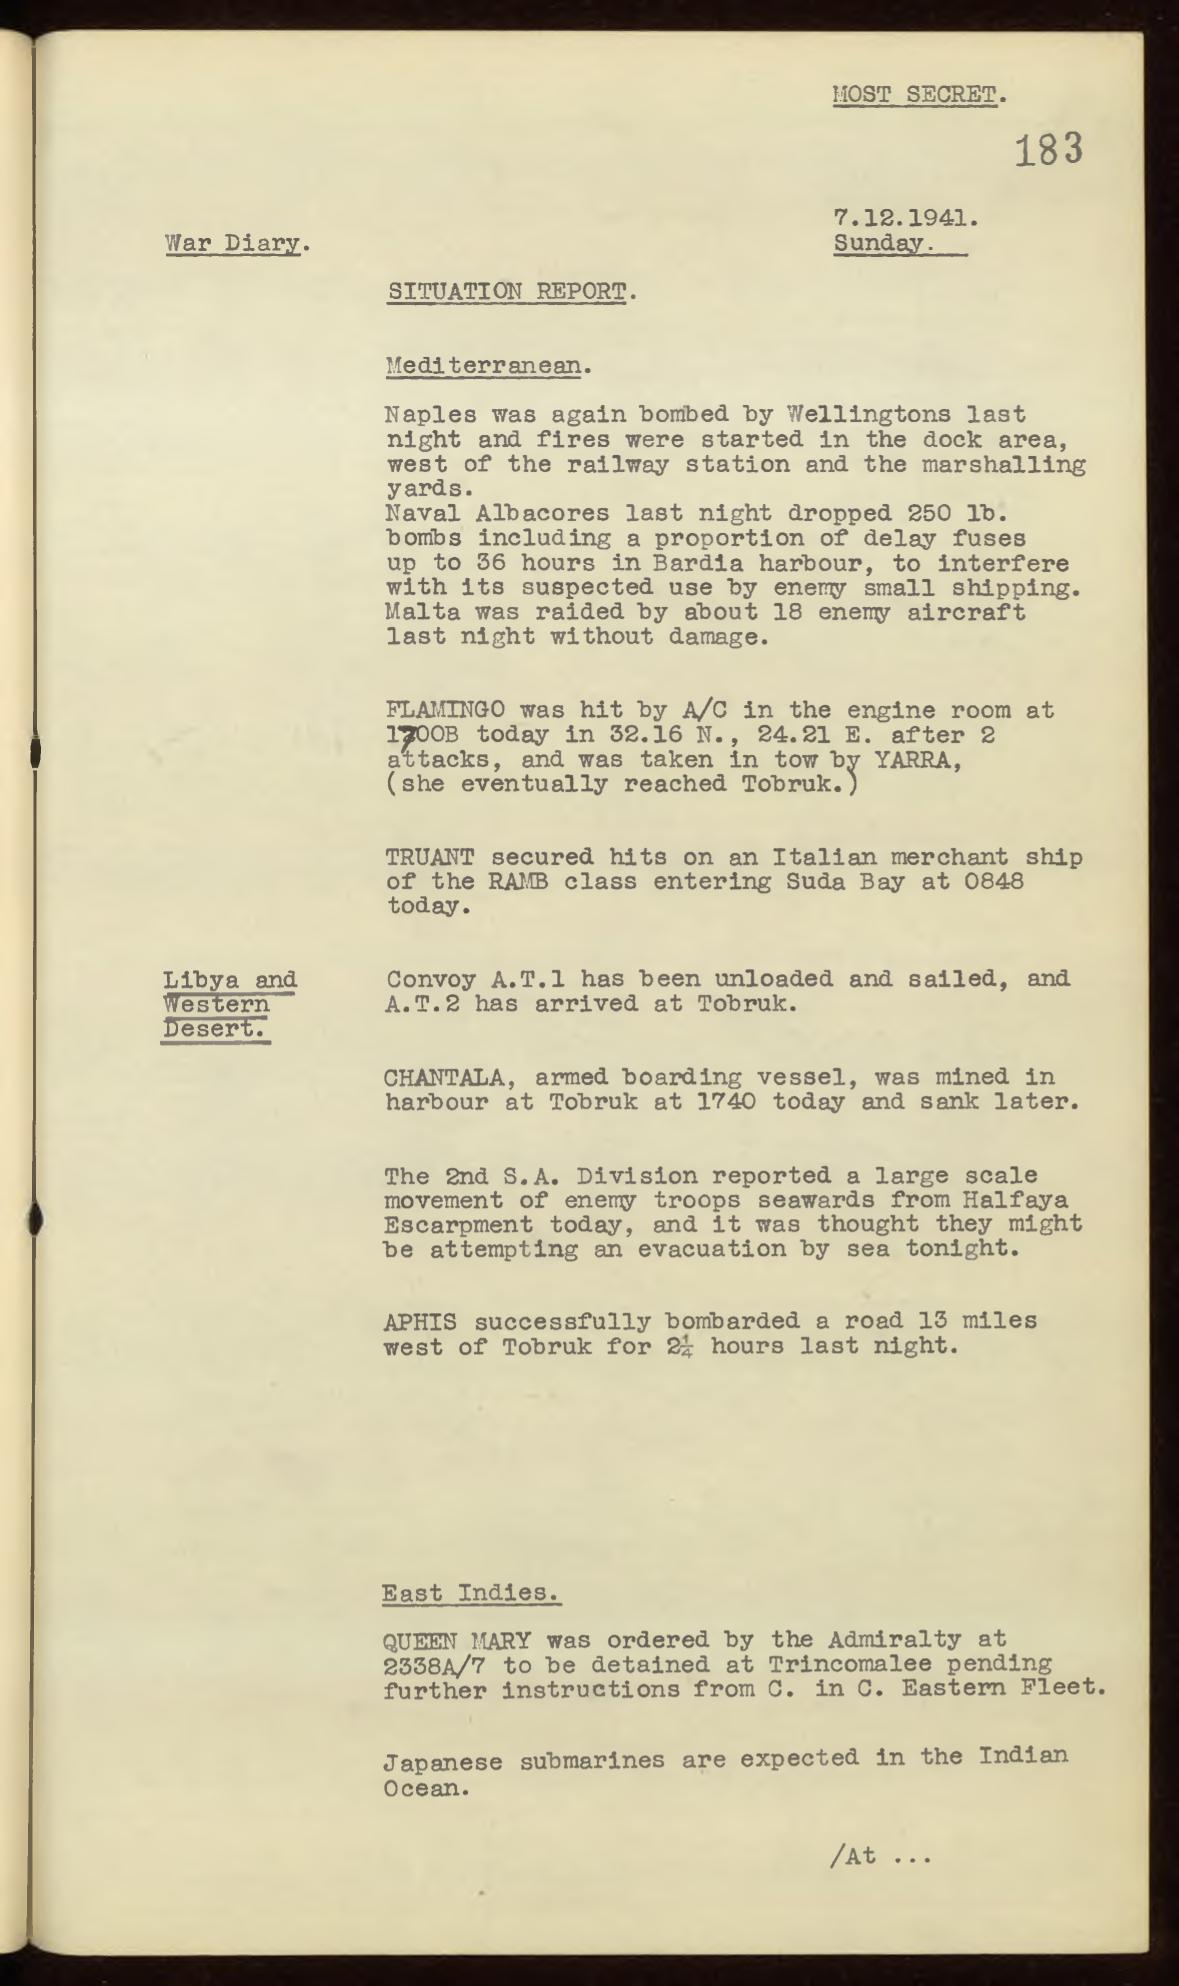 MOST SECRET.
183
7.12.1941.
War Diary.
Sunday.
SITUATION REPORT.
Mediterranean.
Naples was again bombed by Wellingtons last
night and fires were started in the dock area,
west of the railway station and the marshalling
yards.
Naval Albacores last night dropped 250 lb.
bombs including a proportion of delay fuses
up to 36 hours in Bardia harbour, to interfere
with its suspected use by enemy small shipping.
Malta was raided by about 18 enemy aircraft
last night without damage.
FLAMINGO was hit by A/C in the engine room at
1700B today in 32.16 N., 24.21 E. after 2
attacks, and was taken in tow by YARRA,
(she eventually reached Tobruk.)
TRUANT secured hits on an Italian merchant ship
of the RAMB class entering Suda Bay at 0848
today.
Libya and
Western
Desert.
Convoy A.T.1 has been unloaded and sailed, and
A.T.2 has arrived at Tobruk.
CHANTALA, armed boarding vessel, was mined in
harbour at Tobruk at 1740 today and sank later.
The 2nd S.A. Division reported a large scale
movement of enemy troops seawards from Halfaya
Escarpment today, and it was thought they might
be attempting an evacuation by sea tonight.
APHIS successfully bombarded a road 13 miles
west of Tobruk for 2¼ hours last night.
East Indies.
QUEEN MARY was ordered by the Admiralty at
2338A/7 to be detained at Trincomalee pending
further instructions from C. in C. Eastern Fleet.
Japanese submarines are expected in the Indian
Ocean.
/At ...